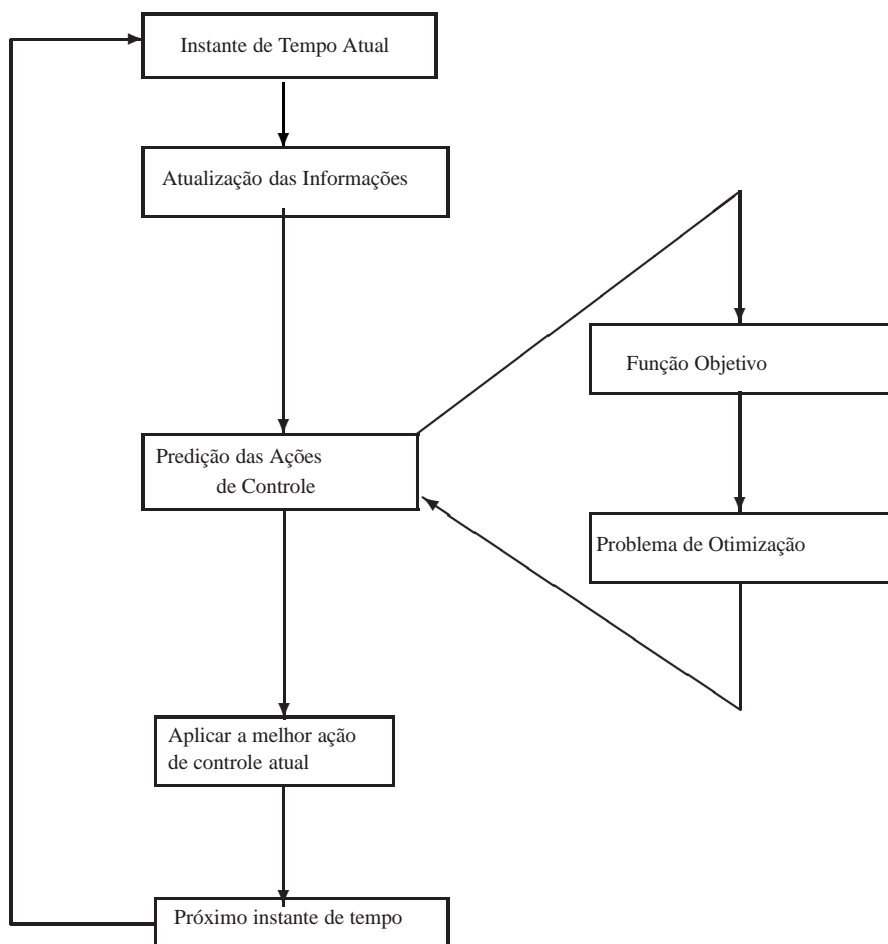 Instante de Tempo Atual
Atualização das Informações
Função Objetivo
Predição das Ações
de Controle
Problema de Otimização
Aplicar a melhor ação
de controle atual
Próximo instante de tempo